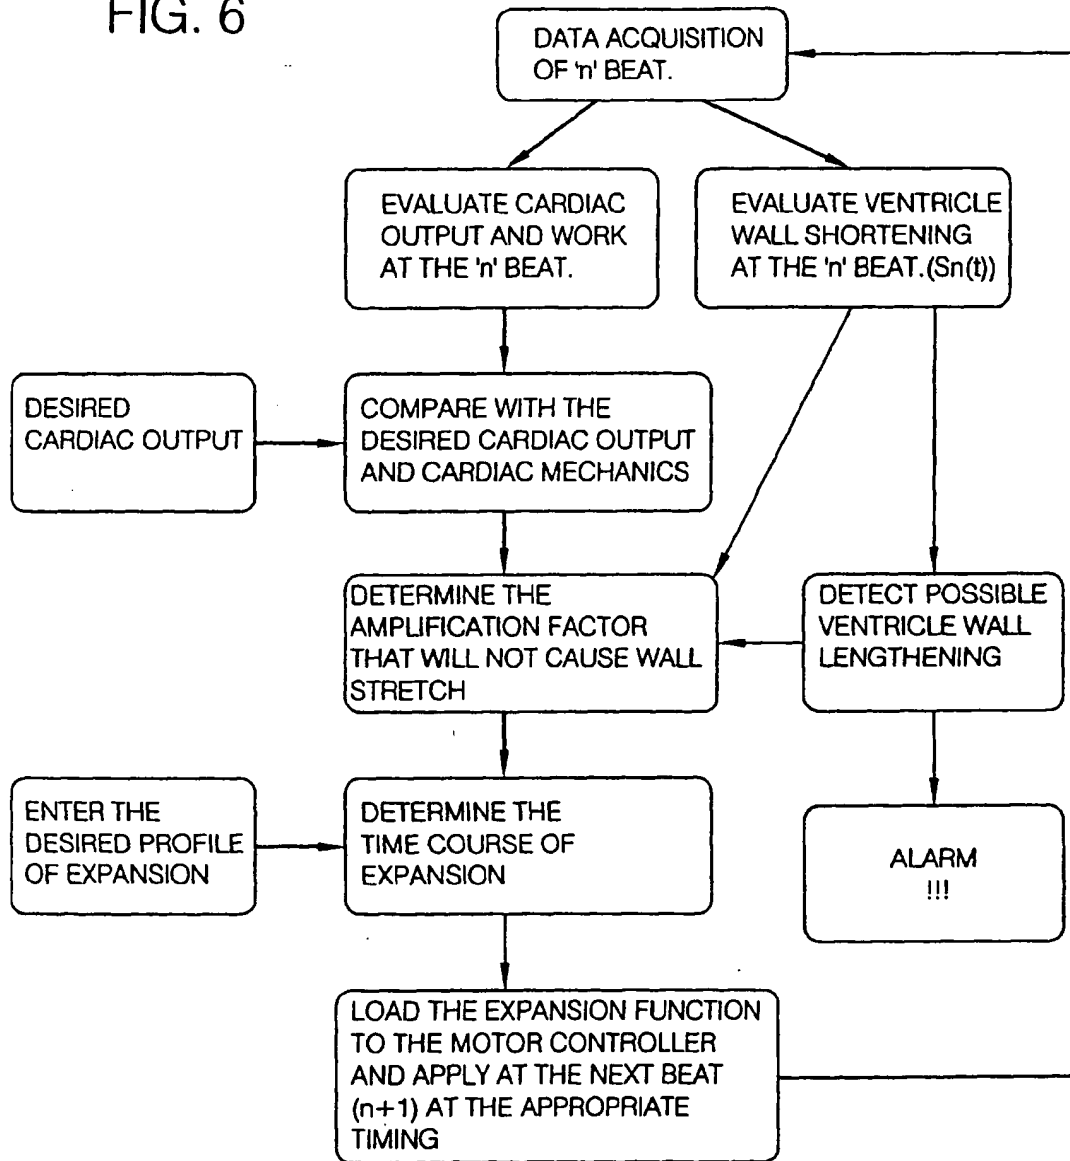 FIG. 6
DATA ACQUISITION
OF 'n' BEAT.
EVALUATE CARDIAC
OUTPUT AND WORK
AT THE 'n' BEAT.
EVALUATE VENTRICLE
WALL SHORTENING
AT THE 'n' BEAT.(Sn(t))
DESIRED
CARDIAC OUTPUT
COMPARE WITH THE
DESIRED CARDIAC OUTPUT
AND CARDIAC MECHANICS
DETERMINE THE
AMPLIFICATION FACTOR
THAT WILL NOT CAUSE WALL
STRETCH
DETECT POSSIBLE
VENTRICLE WALL
LENGTHENING
ENTER THE
DESIRED PROFILE
OF EXPANSION
DETERMINE THE
TIME COURSE OF
EXPANSION
ALARM
!!!
LOAD THE EXPANSION FUNCTION
TO THE MOTOR CONTROLLER
AND APPLY AT THE NEXT BEAT
(n+1) AT THE APPROPRIATE
TIMING